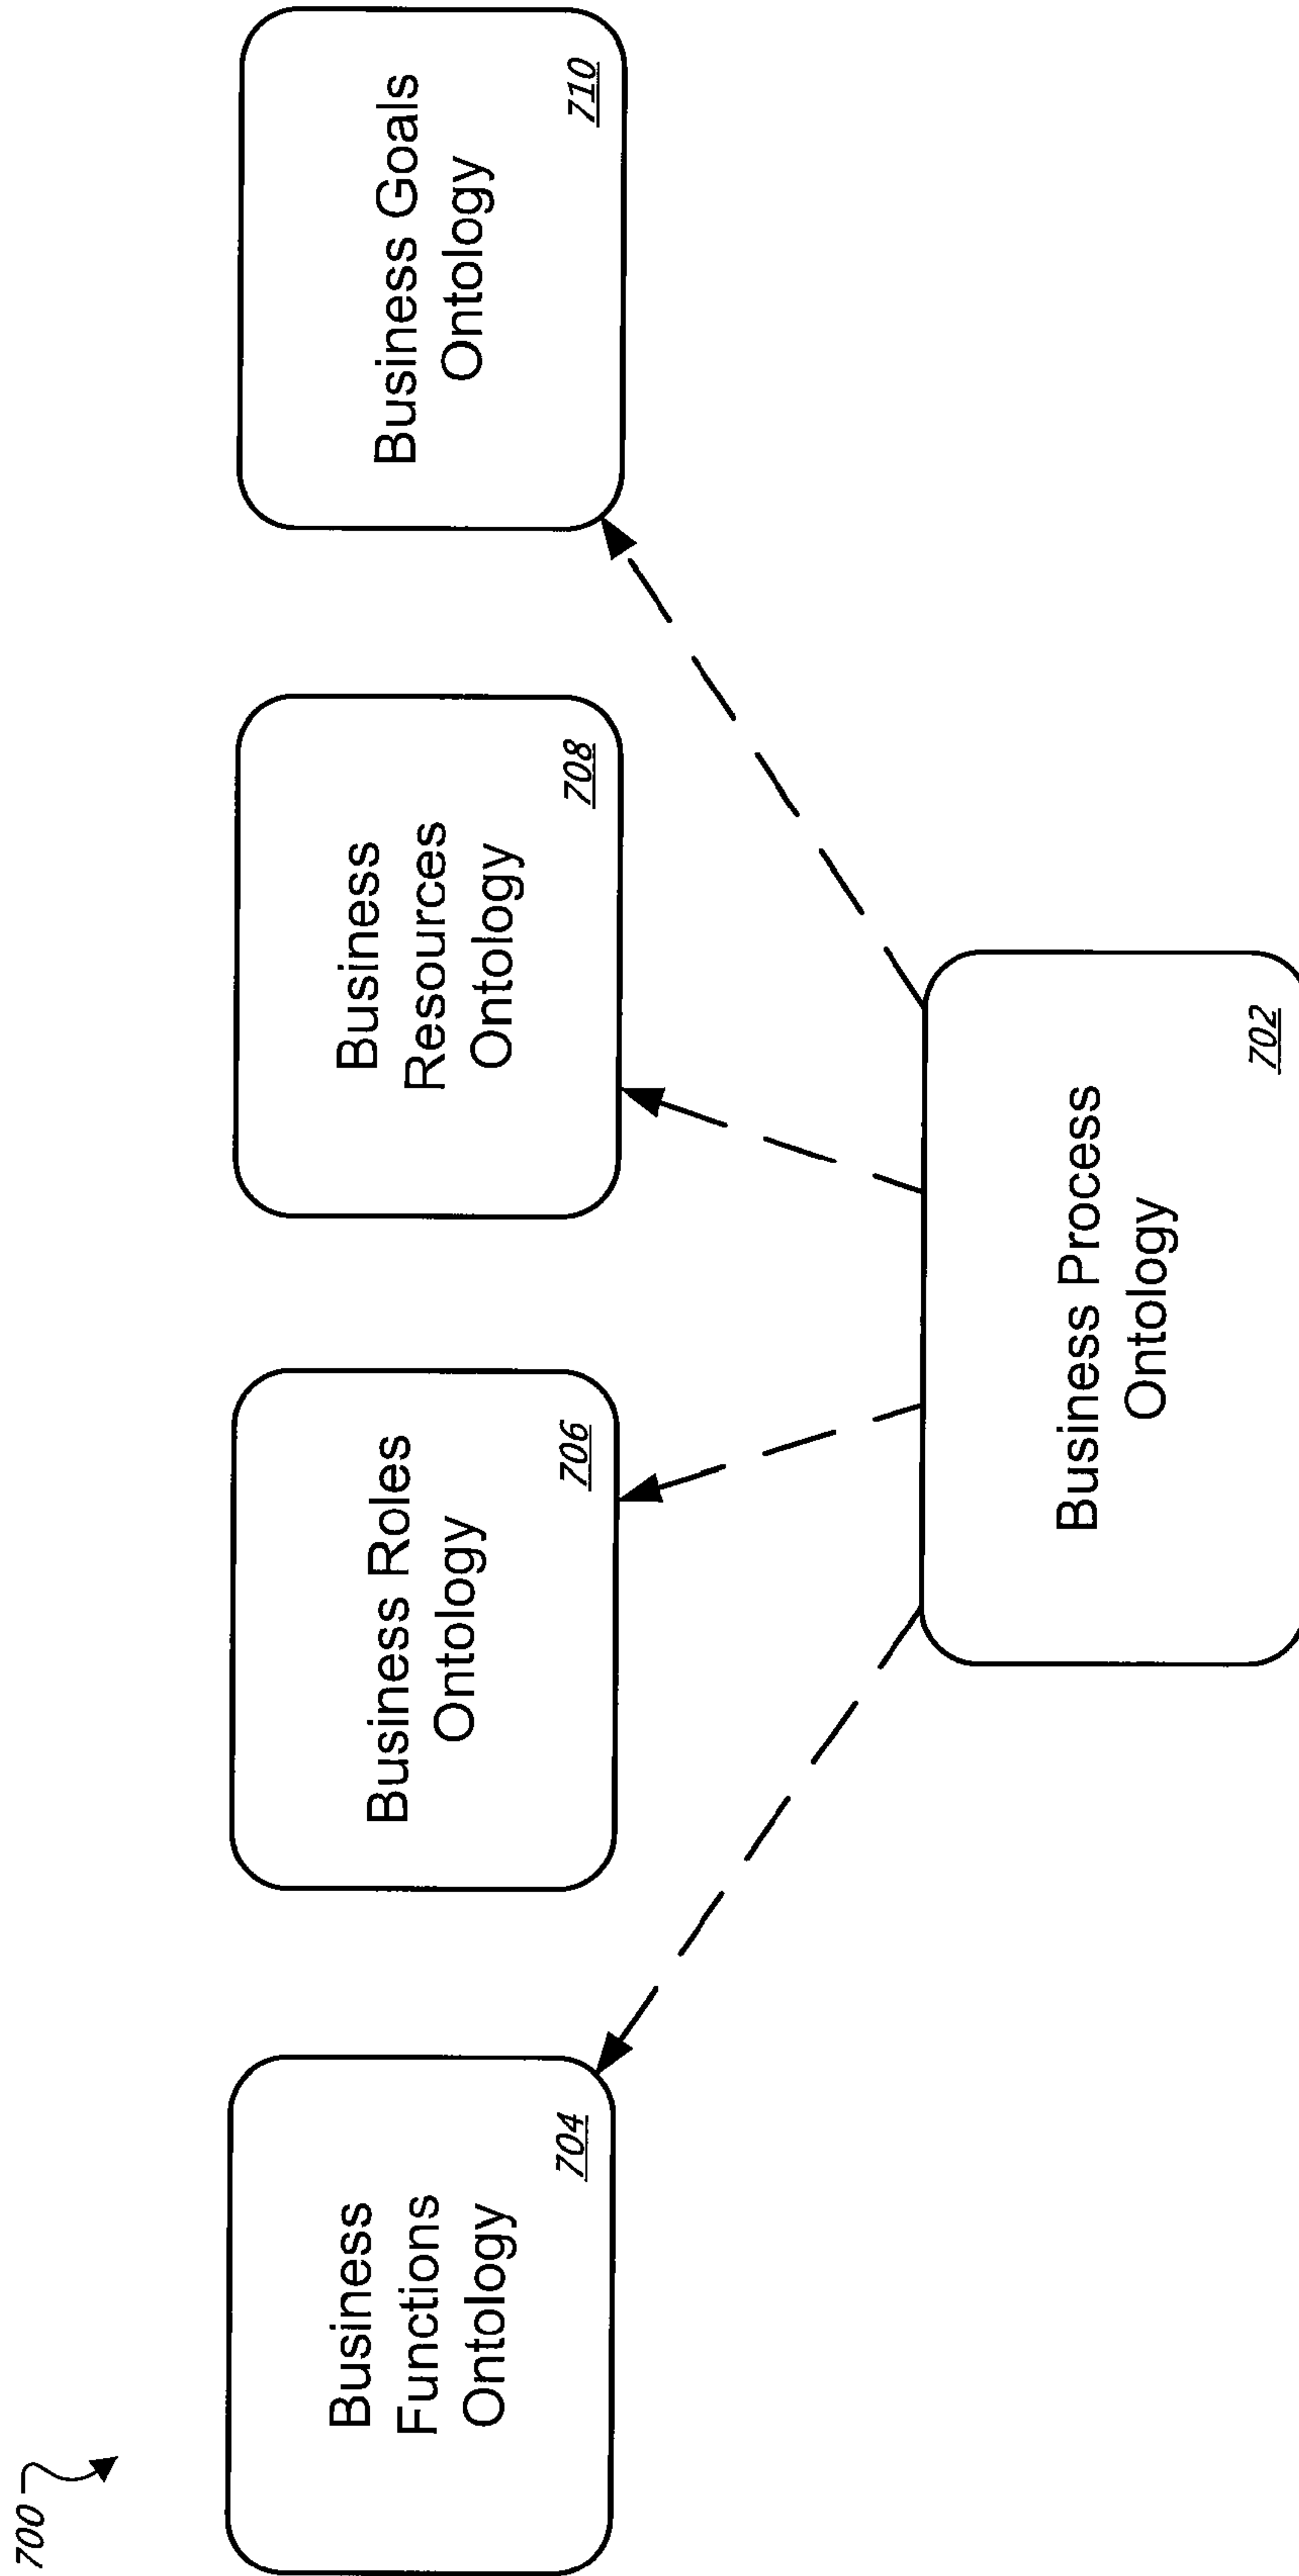 700
Business
Functions
Ontology
704
Business Roles
Ontology
706
Business
Resources
Ontology
708
Business Goals
Ontology
710
Business Process
Ontology
702